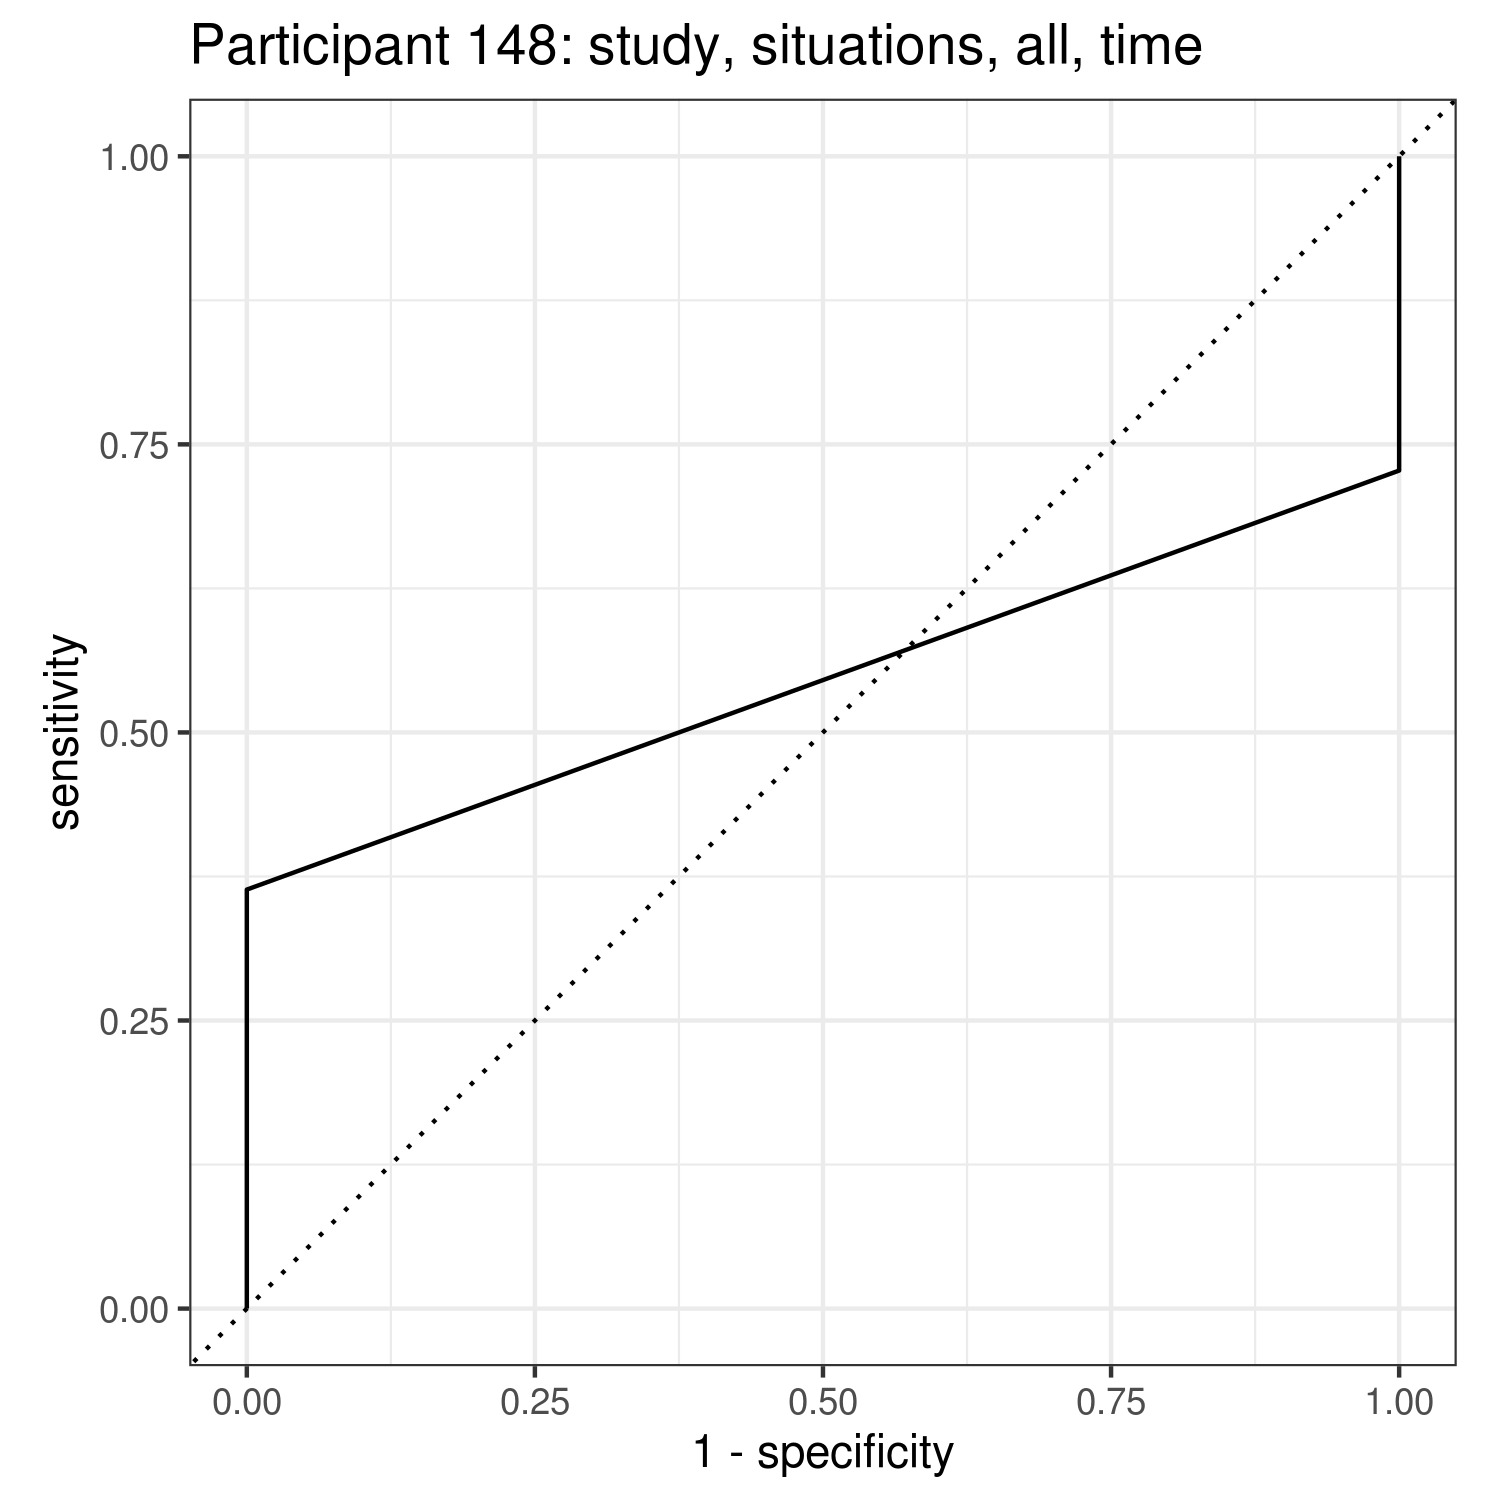 Participant 148: study, situations, all, time
1.00
0.75
0.50
0.25
0.00
sensitivity
0.00 0.25 0.50 0.75 1.00
1 - specificity